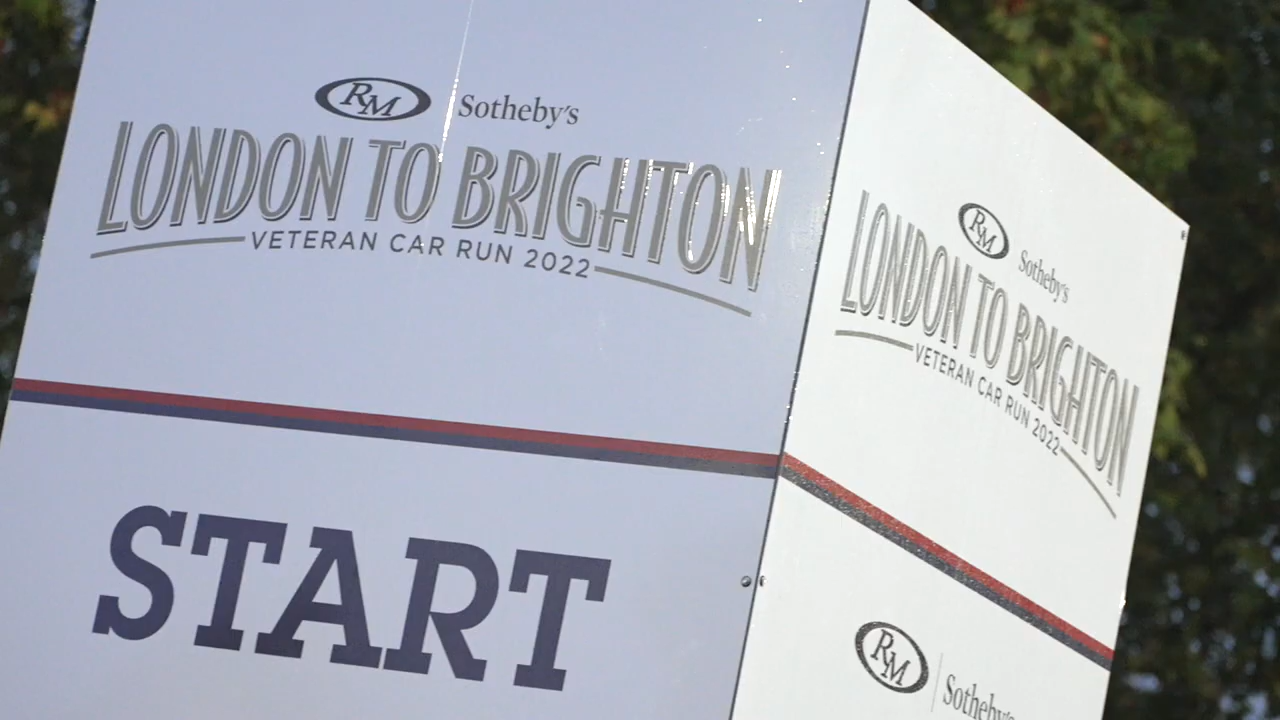 RM Sotheby's
LONDON TO BRIGHTON
VETERAN CAR RUN 2022
START
RM Sotheby's
LONDON TO BRIGHTON
VETERAN CAR RUN 2022
RM Sotheby's